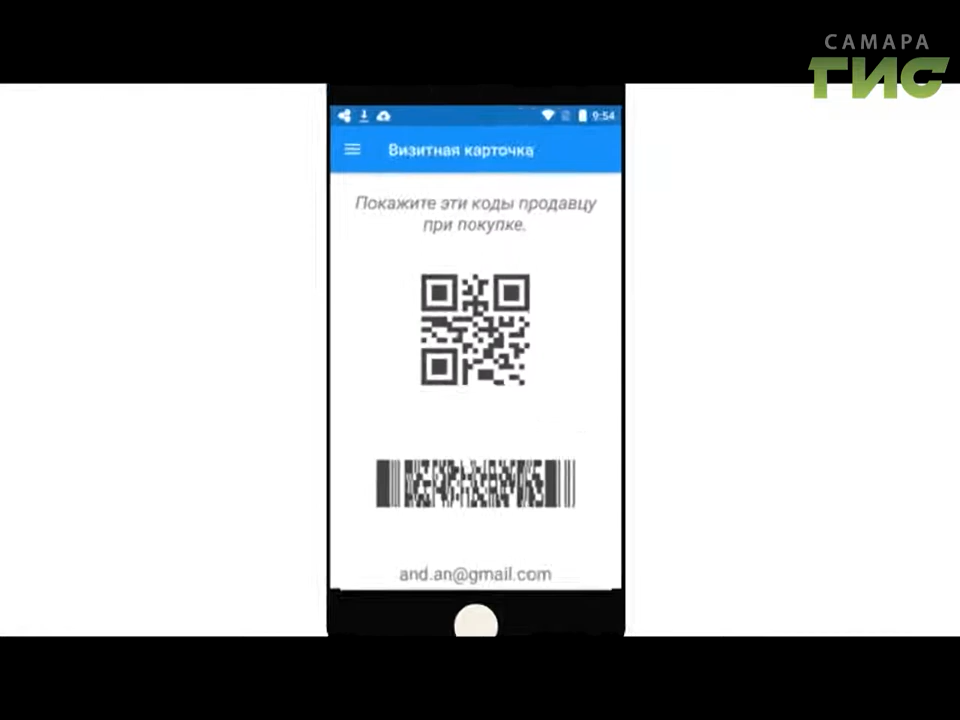 САМАРА
ГИС
9:54
Визитная карточка
Покажите эти коды продавцу
при покупке.
and.an@gmail.com